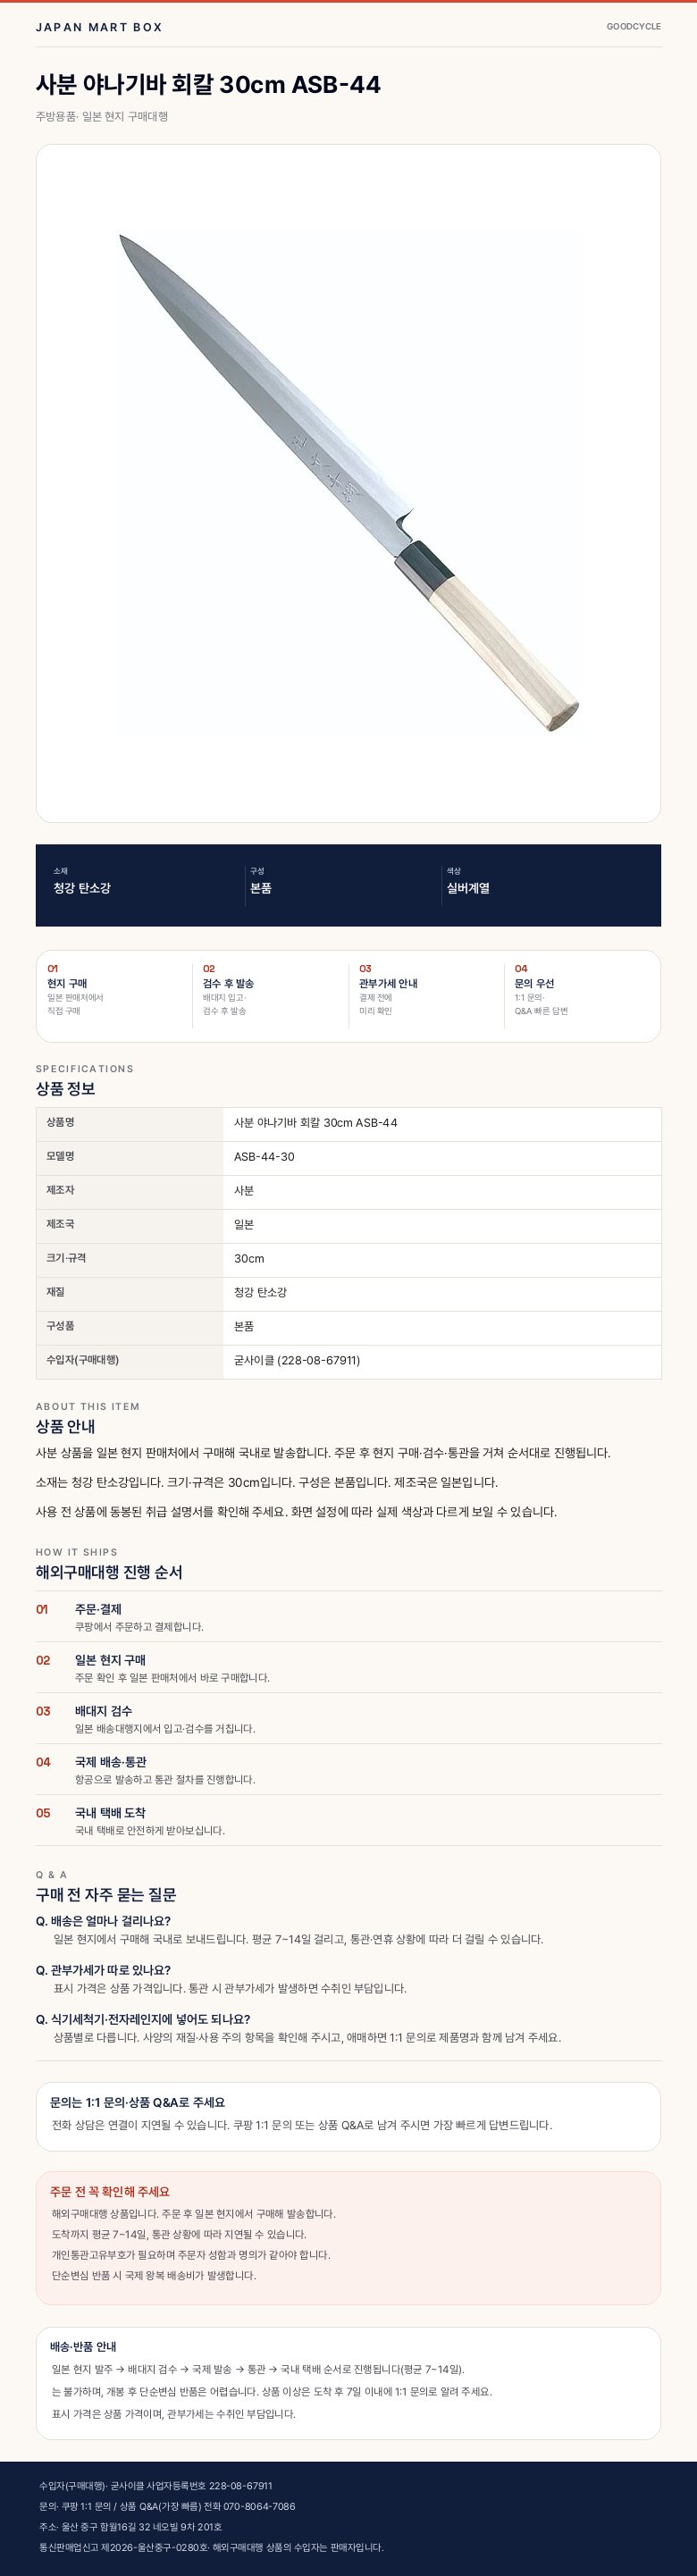 JAPAN MART BOX
GOODCYCLE
사분 야나기바 회칼 30cm ASB-44
주방용품· 일본 현지 구매대행
소재
청강 탄소강
구성
본품
색상
실버계열
01
현지 구매
일본 판매처에서
직접 구매
02
검수 후 발송
배대지 입고·
검수 후 발송
03
관부가세 안내
결제 전에
미리 확인
04
문의 우선
1:1 문의·
Q&A 빠른 답변
SPECIFICATIONS
상품 정보
상품명 사분 야나기바 회칼 30cm ASB-44
모델명 ASB-44-30
제조자 사분
제조국 일본
크기·규격 30cm
재질 청강 탄소강
구성품 본품
수입자(구매대행) 굳사이클 (228-08-67911)
ABOUT THIS ITEM
상품 안내
사분 상품을 일본 현지 판매처에서 구매해 국내로 발송합니다. 주문 후 현지 구매·검수·통관을 거쳐 순서대로 진행됩니다.
소재는 청강 탄소강입니다. 크기·규격은 30cm입니다. 구성은 본품입니다. 제조국은 일본입니다.
사용 전 상품에 동봉된 취급 설명서를 확인해 주세요. 화면 설정에 따라 실제 색상과 다르게 보일 수 있습니다.
HOW IT SHIPS
해외구매대행 진행 순서
01 주문·결제
쿠팡에서 주문하고 결제합니다.
02 일본 현지 구매
주문 확인 후 일본 판매처에서 바로 구매합니다.
03 배대지 검수
일본 배송대행지에서 입고·검수를 거칩니다.
04 국제 배송·통관
항공으로 발송하고 통관 절차를 진행합니다.
05 국내 택배 도착
국내 택배로 안전하게 받아보십니다.
Q & A
구매 전 자주 묻는 질문
Q. 배송은 얼마나 걸리나요?
일본 현지에서 구매해 국내로 보내드립니다. 평균 7~14일 걸리고, 통관·연휴 상황에 따라 더 걸릴 수 있습니다.
Q. 관부가세가 따로 있나요?
표시 가격은 상품 가격입니다. 통관 시 관부가세가 발생하면 수취인 부담입니다.
Q. 식기세척기·전자레인지에 넣어도 되나요?
상품별로 다릅니다. 사양의 재질·사용 주의 항목을 확인해 주시고, 애매하면 1:1 문의로 제품명과 함께 남겨 주세요.
문의는 1:1 문의·상품 Q&A로 주세요
전화 상담은 연결이 지연될 수 있습니다. 쿠팡 1:1 문의 또는 상품 Q&A로 남겨 주시면 가장 빠르게 답변드립니다.
주문 전 꼭 확인해 주세요
해외구매대행 상품입니다. 주문 후 일본 현지에서 구매해 발송합니다.
도착까지 평균 7~14일, 통관 상황에 따라 지연될 수 있습니다.
개인통관고유부호가 필요하며 주문자 성함과 명의가 같아야 합니다.
단순변심 반품 시 국제 왕복 배송비가 발생합니다.
배송·반품 안내
일본 현지 발주 → 배대지 검수 → 국제 발송 → 통관 → 국내 택배 순서로 진행됩니다(평균 7~14일).
는 불가하며, 개봉 후 단순변심 반품은 어렵습니다. 상품 이상은 도착 후 7일 이내에 1:1 문의로 알려 주세요.
표시 가격은 상품 가격이며, 관부가세는 수취인 부담입니다.
수입자(구매대행)· 굳사이클 사업자등록번호 228-08-67911
문의· 쿠팡 1:1 문의 / 상품 Q&A(가장 빠름) 전화 070-8064-7086
주소· 울산 중구 함월16길 32 네오빌 9차 201호
통신판매업신고 제2026-울산중구-0280호· 해외구매대행 상품의 수입자는 판매자입니다.